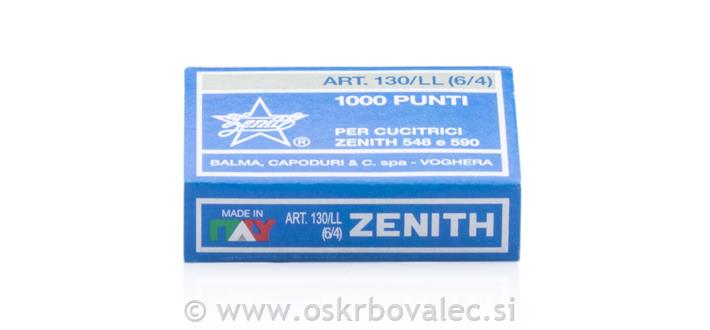 ART. 130/LL (6/4)
1000 PUNTI
Zenith
®
PER CUCITRICI
ZENITH 548 e 590
BALMA, CAPODURI & C. spa - VOGHERA
MADE IN
ITALY
ART. 130/LL
(6/4)
ZENITH
© www.oskrbovalec.si